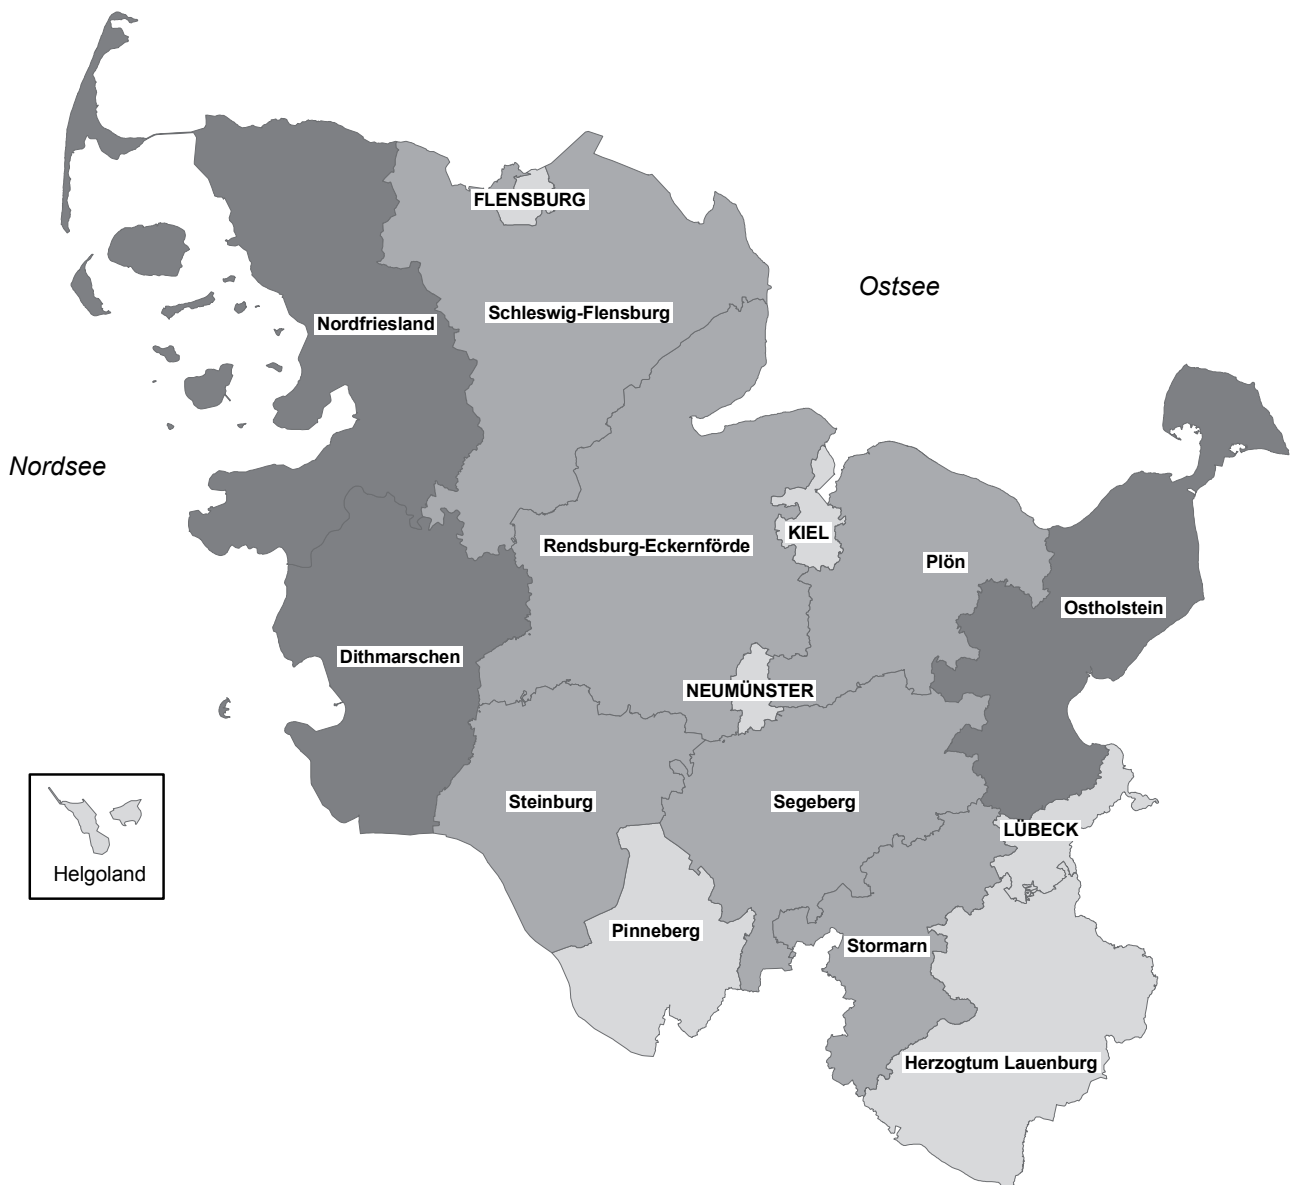 FLENSBURG
Ostsee
Schleswig-Flensburg
Nordfriesland
Nordsee
KIEL
Rendsburg-Eckernförde
Plön
Ostholstein
Dithmarschen
NEUMÜNSTER
Steinburg
Segeberg
LÜBECK
Helgoland
Pinneberg
Stormarn
Herzogtum Lauenburg